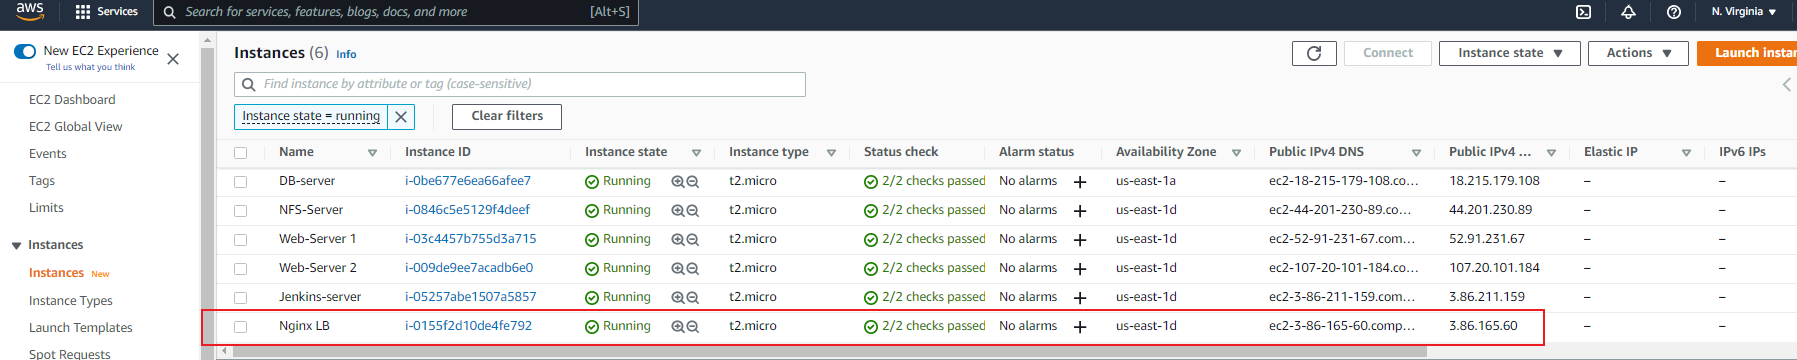 aws Services Search for services, features, blogs, docs, and more [Alt+S] N. Virginia
New EC2 Experience
Tell us what you think
EC2 Dashboard
EC2 Global View
Events
Tags
Limits
Instances
Instances New
Instance Types
Launch Templates
Spot Requests
Instances (6) Info Connect Instance state Actions Launch instan
Find instance by attribute or tag (case-sensitive)
Instance state = running Clear filters
Name Instance ID Instance state Instance type Status check Alarm status Availability Zone Public IPv4 DNS Public IPv4 ... Elastic IP IPv6 IPs
DB-server i-0be677e6ea66afee7 Running t2.micro 2/2 checks passed No alarms + us-east-1a ec2-18-215-179-108.co... 18.215.179.108 – –
NFS-Server i-0846c5e5129f4deef Running t2.micro 2/2 checks passed No alarms + us-east-1d ec2-44-201-230-89.co... 44.201.230.89 – –
Web-Server 1 i-03c4457b755d3a715 Running t2.micro 2/2 checks passed No alarms + us-east-1d ec2-52-91-231-67.com... 52.91.231.67 – –
Web-Server 2 i-009de9ee7acadb6e0 Running t2.micro 2/2 checks passed No alarms + us-east-1d ec2-107-20-101-184.co... 107.20.101.184 – –
Jenkins-server i-05257abe1507a5857 Running t2.micro 2/2 checks passed No alarms + us-east-1d ec2-3-86-211-159.com... 3.86.211.159 – –
Nginx LB i-0155f2d10de4fe792 Running t2.micro 2/2 checks passed No alarms + us-east-1d ec2-3-86-165-60.comp... 3.86.165.60 – –